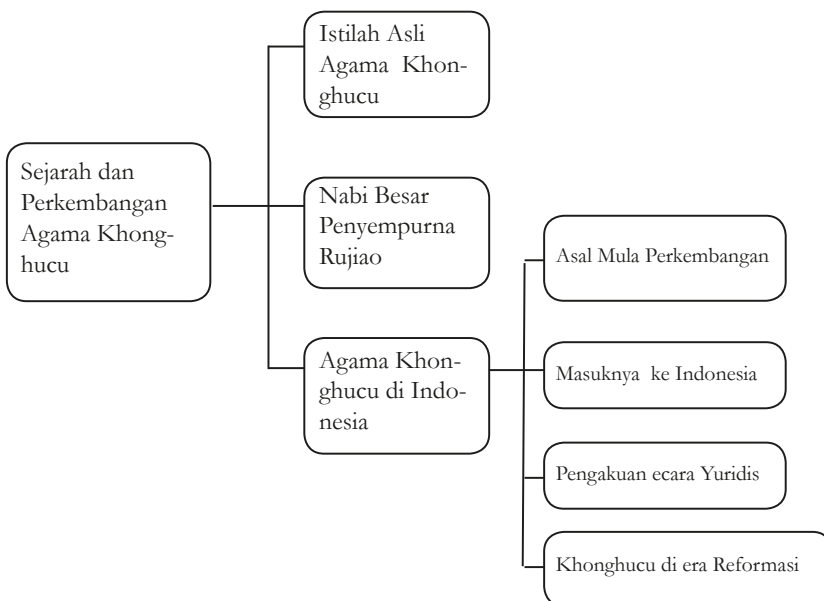 Sejarah dan
Perkembangan
Agama Khong-
hucu
Istilah Asli
Agama Khon-
ghucu
Nabi Besar
Penyempurna
Rujiao
Agama Khon-
ghucu di Indo-
nesia
Asal Mula Perkembangan
Masuknya ke Indonesia
Pengakuan ecara Yuridis
Khonghucu di era Reformasi